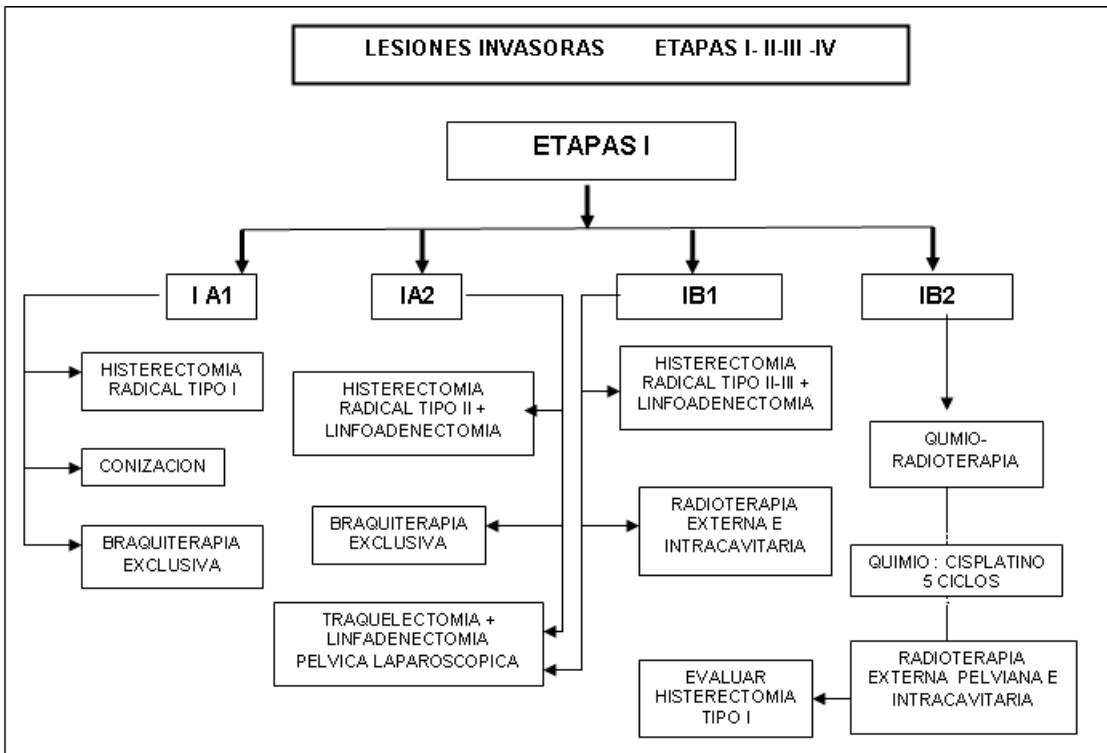 LESIONES INVASORAS ETAPAS I- II-III -IV
ETAPAS I
I A1
IA2
IB1
IB2
HISTERECTOMIA
RADICAL TIPO I
CONIZACION
BRAQUITERAPIA
EXCLUSIVA
HISTERECTOMIA
RADICAL TIPO II +
LINFOADENECTOMIA
BRAQUITERAPIA
EXCLUSIVA
TRAQUELECTOMIA +
LINFADENECTOMIA
PELVICA LAPAROSCOPICA
HISTERECTOMIA
RADICAL TIPO II-III +
LINFOADENECTOMIA
RADIOTERAPIA
EXTERNA E
INTRACAVITARIA
QUMIO-
RADIOTERAPIA
QUIMIO : CISPLATINO
5 CICLOS
RADIOTERAPIA
EXTERNA PELVIANA E
INTRACAVITARIA
EVALUAR
HISTERECTOMIA
TIPO I